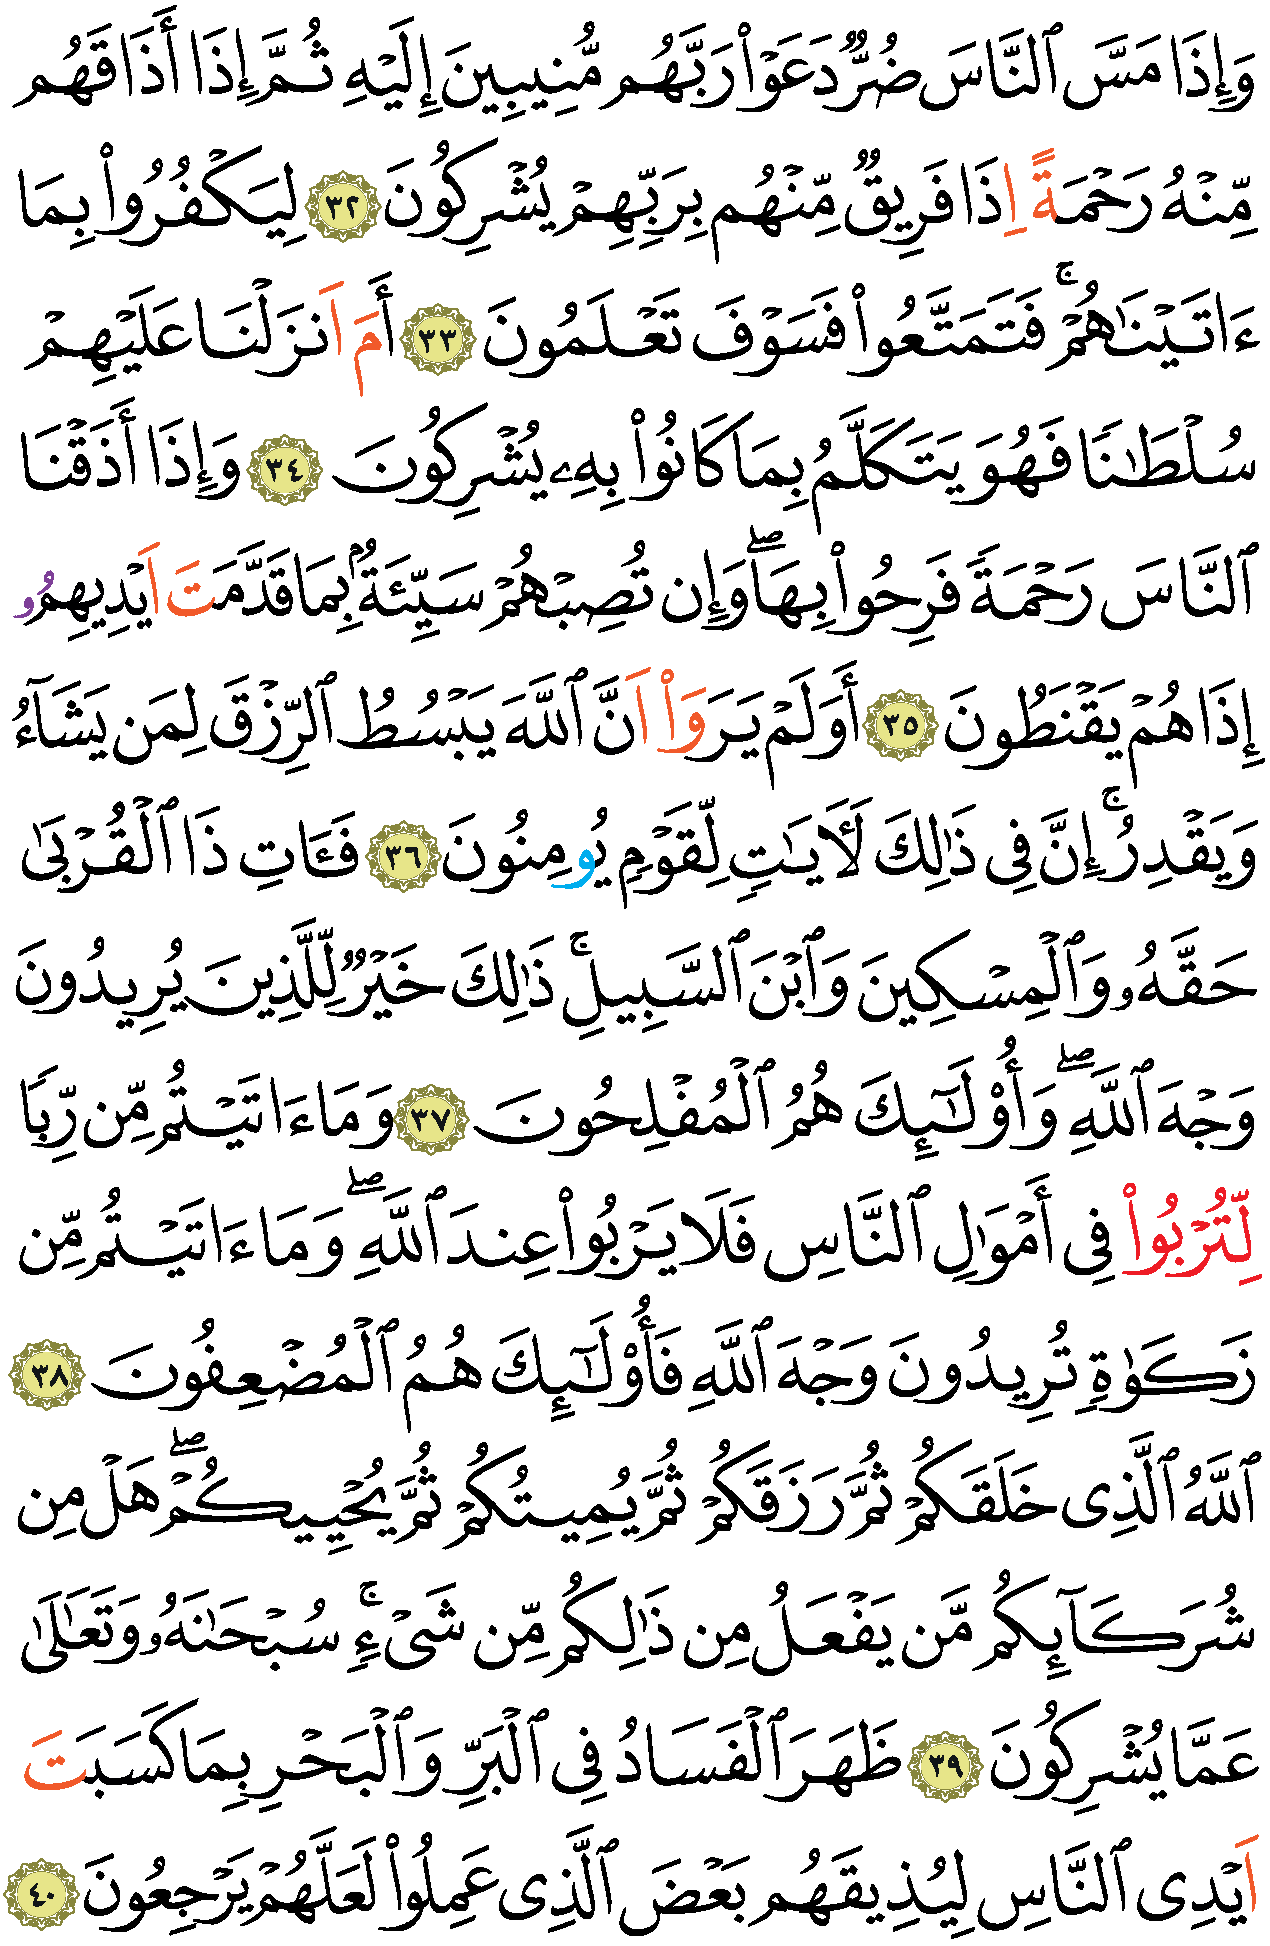 وَإِذَا مَسَّ ٱلنَّاسَ ضُرٌّ دَعَوْا۟ رَبَّهُم مُّنِيبِينَ إِلَيْهِ ثُمَّ إِذَا أَذَاقَهُم
مِّنْهُ رَحْمَةً اِذَا فَرِيقٌ مِّنْهُم بِرَبِّهِمْ يُشْرِكُونَ ٣٢ لِيَكْفُرُوا۟ بِمَا
ءَاتَيْنَٰهُمْ ۚ فَتَمَتَّعُوا۟ فَسَوْفَ تَعْلَمُونَ ٣٣ أَمَ اَنزَلْنَا عَلَيْهِمْ
سُلْطَٰنًا فَهُوَ يَتَكَلَّمُ بِمَا كَانُوا۟ بِهِۦ يُشْرِكُونَ ٣٤ وَإِذَا أَذَقْنَا
ٱلنَّاسَ رَحْمَةً فَرِحُوا۟ بِهَا ۖ وَإِن تُصِبْهُمْ سَيِّئَةٌۢ بِمَا قَدَّمَتَ اَيْدِيهِمُۥ
إِذَا هُمْ يَقْنَطُونَ ٣٥ أَوَلَمْ يَرَوَا۟ اَنَّ ٱللَّهَ يَبْسُطُ ٱلرِّزْقَ لِمَن يَشَآءُ
وَيَقْدِرُ ۚ إِنَّ فِى ذَٰلِكَ لَأٓيَٰتٍ لِّقَوْمٍ يُومِنُونَ ٣٦ فَـَٔاتِ ذَا ٱلْقُرْبَىٰ
حَقَّهُۥ وَٱلْمِسْكِينَ وَٱبْنَ ٱلسَّبِيلِ ۚ ذَٰلِكَ خَيْرٌ لِّلَّذِينَ يُرِيدُونَ
وَجْهَ ٱللَّهِ ۖ وَأُو۟لَٰٓئِكَ هُمُ ٱلْمُفْلِحُونَ ٣٧ وَمَا ءَاتَيْتُم مِّن رِّبًا
لِّتُرْبُوا۟ فِى أَمْوَٰلِ ٱلنَّاسِ فَلَا يَرْبُوا۟ عِندَ ٱللَّهِ ۖ وَمَا ءَاتَيْتُم مِّن
زَكَوٰةٍ تُرِيدُونَ وَجْهَ ٱللَّهِ فَأُو۟لَٰٓئِكَ هُمُ ٱلْمُضْعِفُونَ ٣٨
ٱللَّهُ ٱلَّذِى خَلَقَكُمْ ثُمَّ رَزَقَكُمْ ثُمَّ يُمِيتُكُمْ ثُمَّ يُحْيِيكُمْ ۖ هَلْ مِن
شُرَكَآئِكُم مَّن يَفْعَلُ مِن ذَٰلِكُم مِّن شَىْءٍ ۚ سُبْحَٰنَهُۥ وَتَعَٰلَىٰ
عَمَّا يُشْرِكُونَ ٣٩ ظَهَرَ ٱلْفَسَادُ فِى ٱلْبَرِّ وَٱلْبَحْرِ بِمَا كَسَبَتَ
اَيْدِى ٱلنَّاسِ لِيُذِيقَهُم بَعْضَ ٱلَّذِى عَمِلُوا۟ لَعَلَّهُمْ يَرْجِعُونَ ٤٠